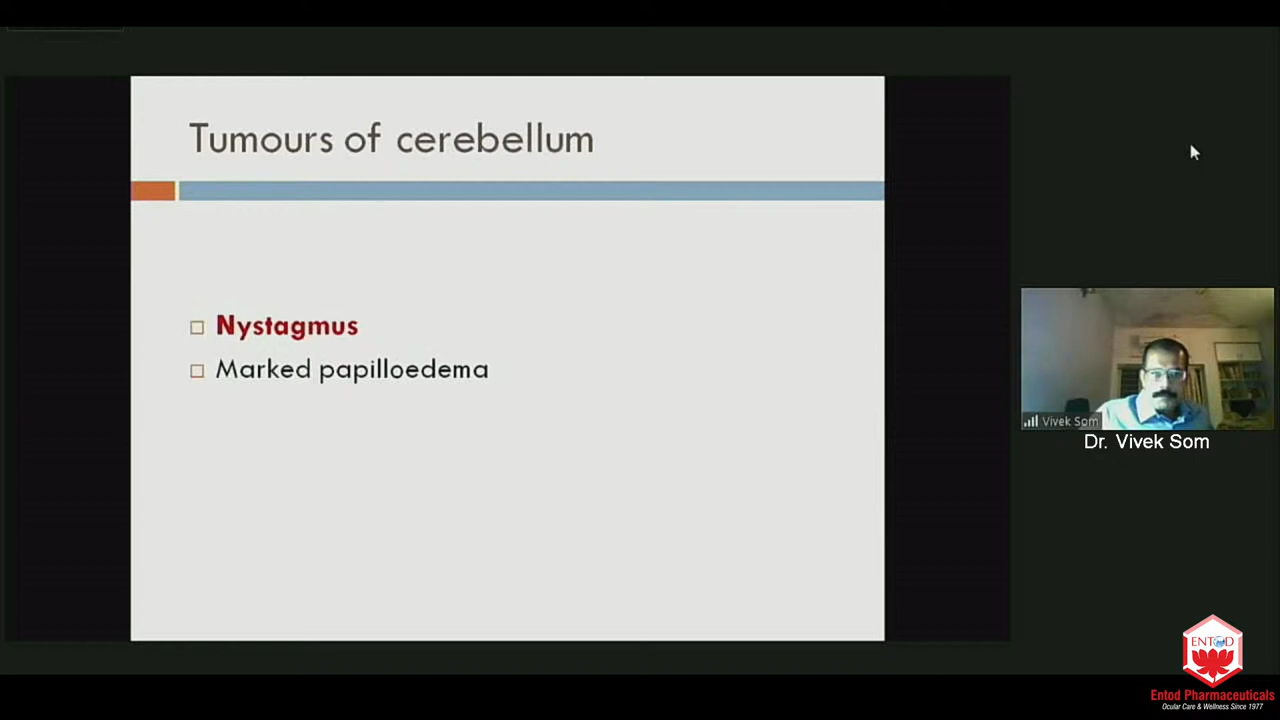 Tumours of cerebellum
Nystagmus
Marked papilloedema
Vivek Som
Dr. Vivek Som
ENTOD
Entod Pharmaceuticals
Ocular Care & Wellness Since 1977